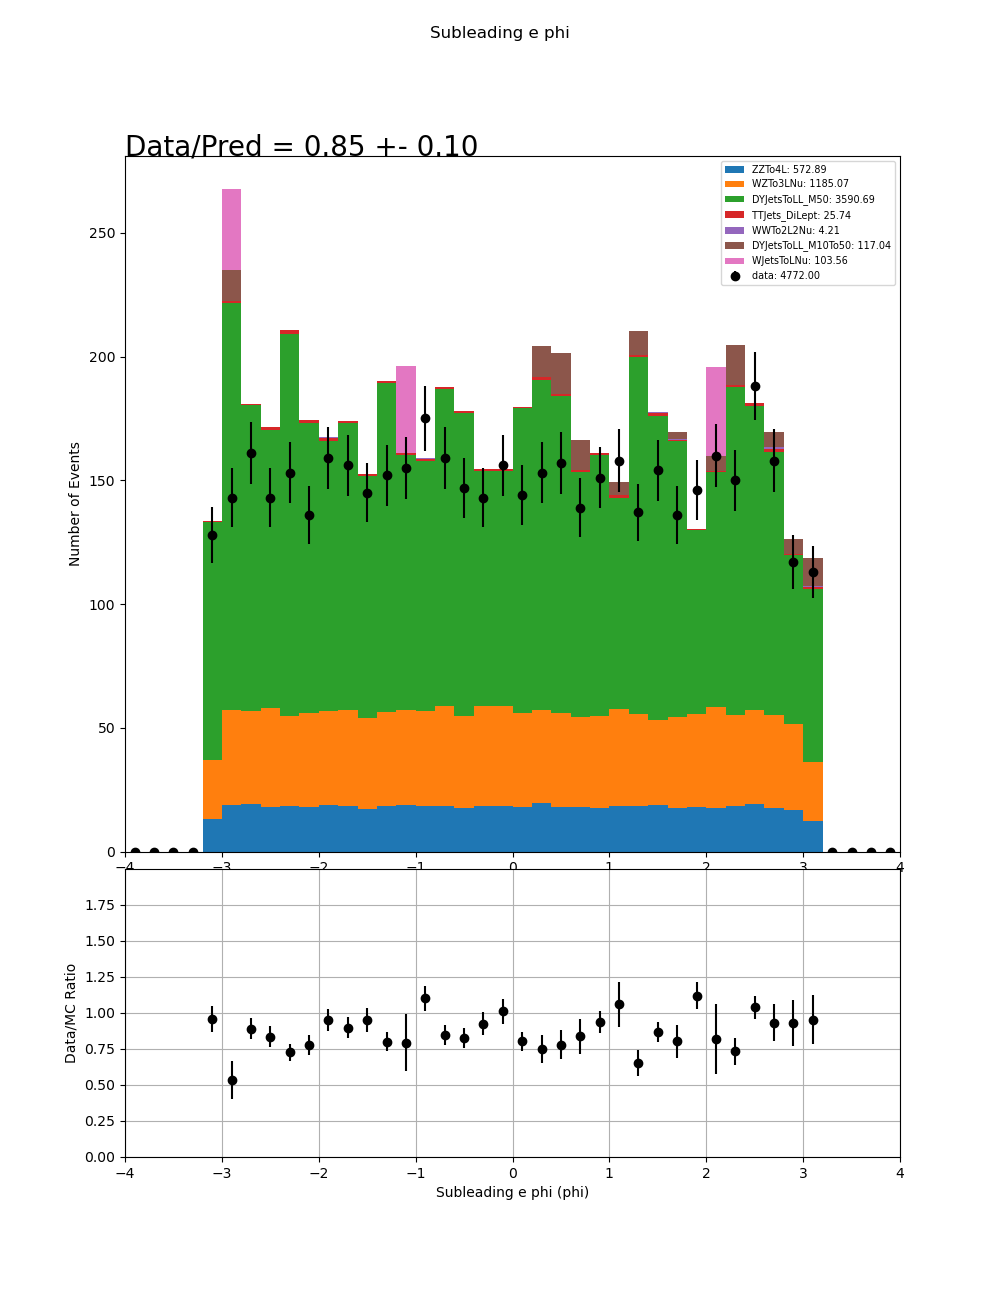 Subleading e phi
Data/Pred = 0.85 +- 0.10
ZZTo4L: 572.89
WZTo3LNu: 1185.07
DYJetsToLL_M50: 3590.69
TTJets_DiLept: 25.74
WWTo2L2Nu: 4.21
DYJetsToLL_M10To50: 117.04
WJetsToLNu: 103.56
data: 4772.00
Number of Events
250
200
150
100
50
0
−4 −3 −2 −1 0 1 2 3 4
Data/MC Ratio
1.75
1.50
1.25
1.00
0.75
0.50
0.25
0.00
−4 −3 −2 −1 0 1 2 3 4
Subleading e phi (phi)